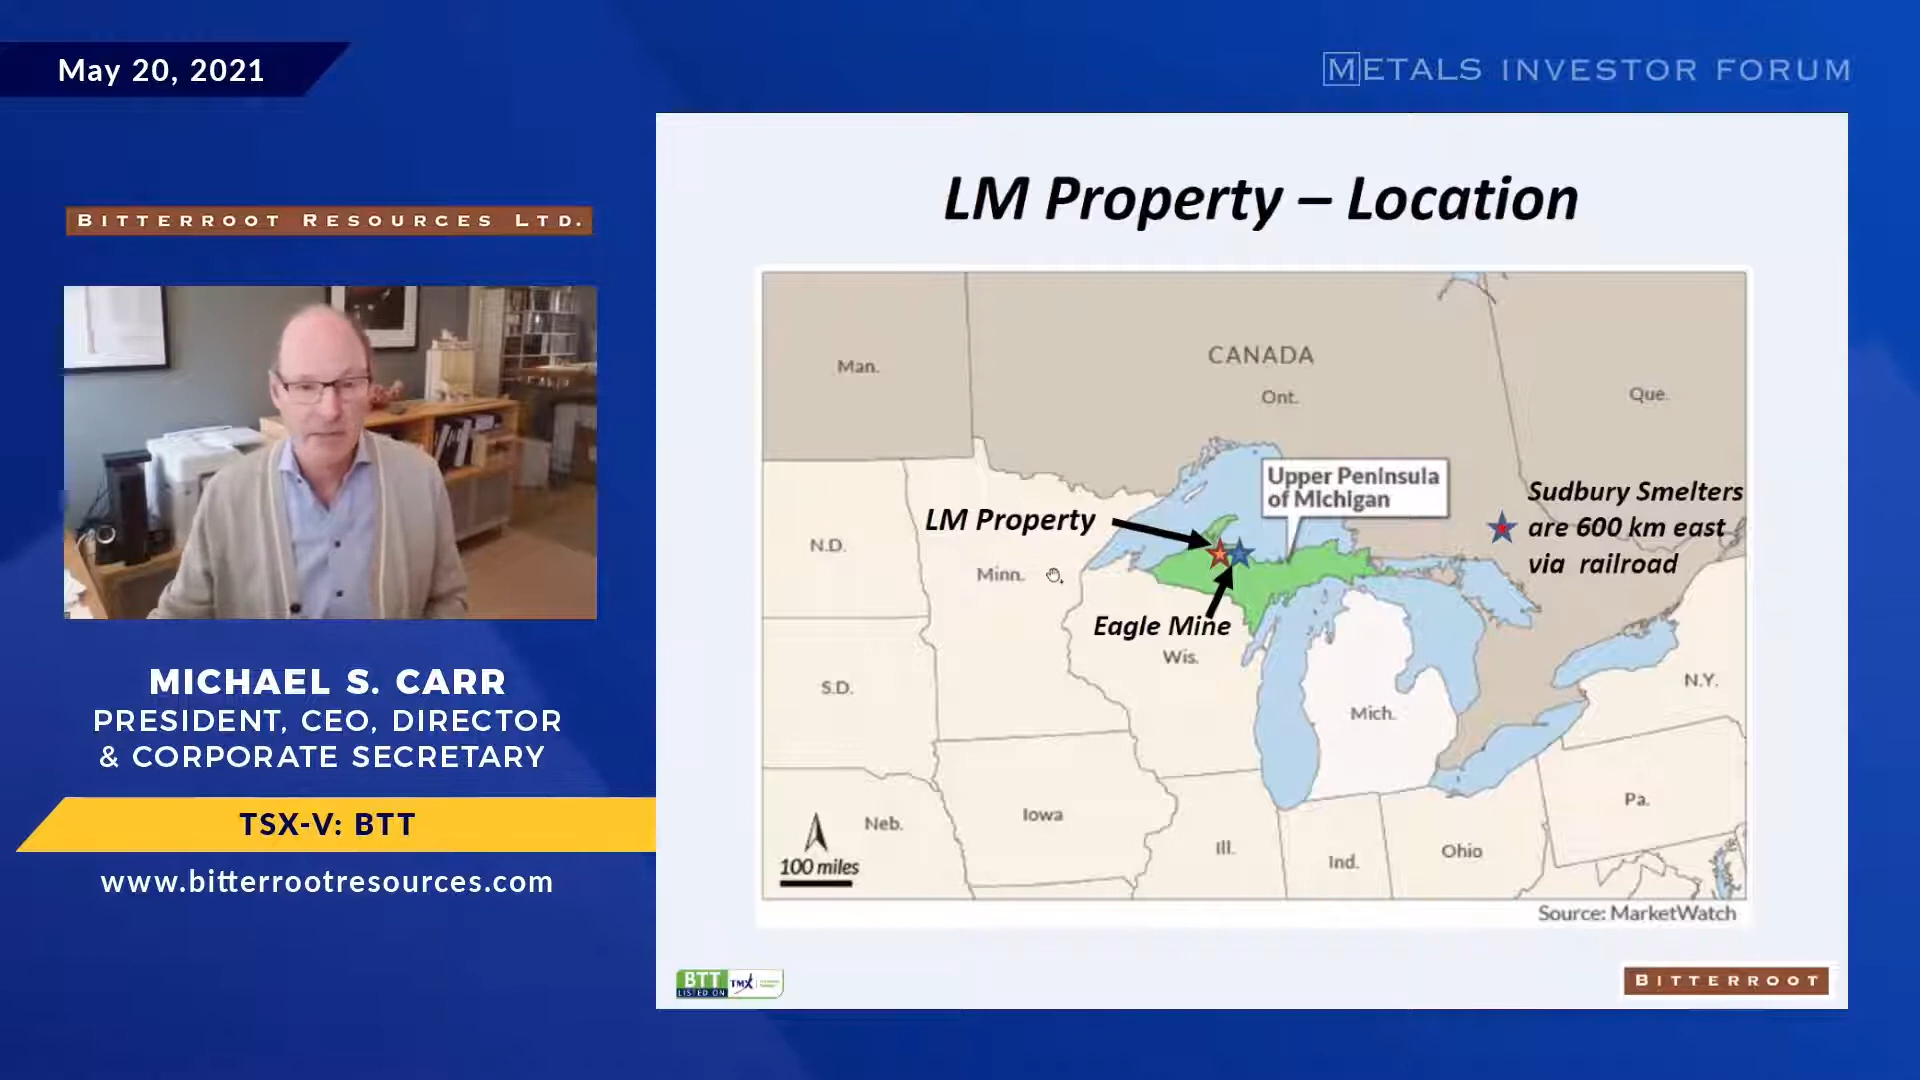 May 20, 2021
METALS INVESTOR FORUM
BITTERROOT RESOURCES LTD.
MICHAEL S. CARR
PRESIDENT, CEO, DIRECTOR
& CORPORATE SECRETARY
TSX-V: BTT
www.bitterrootresources.com
LM Property – Location
CANADA
Man.
Ont.
Que.
Upper Peninsula
of Michigan
Sudbury Smelters
are 600 km east
via railroad
LM Property
N.D.
Minn.
Eagle Mine
Wis.
S.D.
N.Y.
Mich.
Pa.
Iowa
Neb.
Ill.
Ind.
Ohio
100 miles
Source: MarketWatch
BTT
LISTED ON
TMX
BITTERROOT